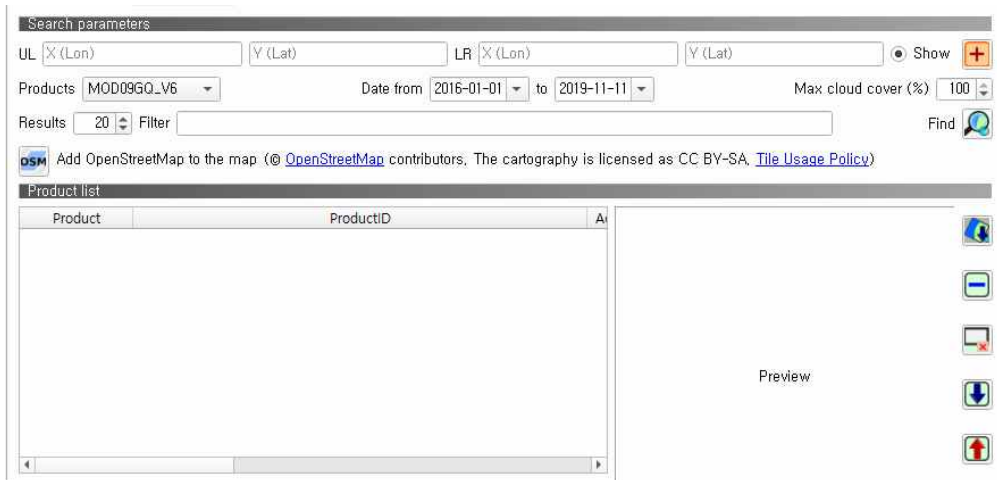 Search parameters
UL X (Lon) Y (Lat) LR X (Lon) Y (Lat) Show
Products MOD09GQ_V6 Date from 2016-01-01 to 2019-11-11 Max cloud cover (%) 100
Results 20 Filter Find
OSM Add OpenStreetMap to the map (© OpenStreetMap contributors, The cartography is licensed as CC BY-SA, Tile Usage Policy)
Product list
Product ProductID
Preview